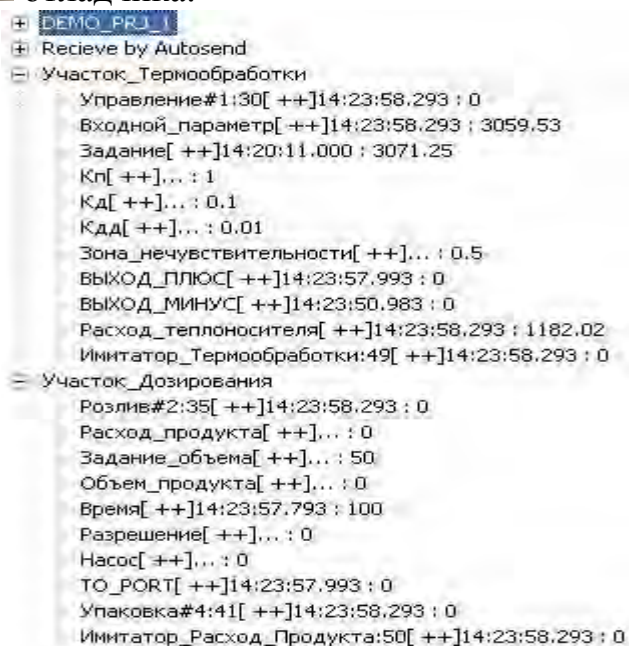 DEMO_PRJ_1
Recieve by Autosend
Участок_Термообработки
Управление#1:30[ ++]14:23:58.293 : 0
Входной_параметр[ ++]14:23:58.293 : 3059.53
Задание[ ++]14:20:11.000 : 3071.25
Кп[ ++]... : 1
Кд[ ++]... : 0.1
Кдд[ ++]... : 0.01
Зона_нечувствительности[ ++]... : 0.5
ВЫХОД_ПЛЮС[ ++]14:23:57.993 : 0
ВЫХОД_МИНУС[ ++]14:23:50.983 : 0
Расход_теплоносителя[ ++]14:23:58.293 : 1182.02
Имитатор_Термообработки:49[ ++]14:23:58.293 : 0
Участок_Дозирования
Розлив#2:35[ ++]14:23:58.293 : 0
Расход_продукта[ ++]... : 0
Задание_объема[ ++]... : 50
Объем_продукта[ ++]... : 0
Время[ ++]14:23:57.793 : 100
Разрешение[ ++]... : 0
Насос[ ++]... : 0
TO_PORT[ ++]14:23:57.993 : 0
Упаковка#4:41[ ++]14:23:58.293 : 0
Имитатор_Расход_Продукта:50[ ++]14:23:58.293 : 0